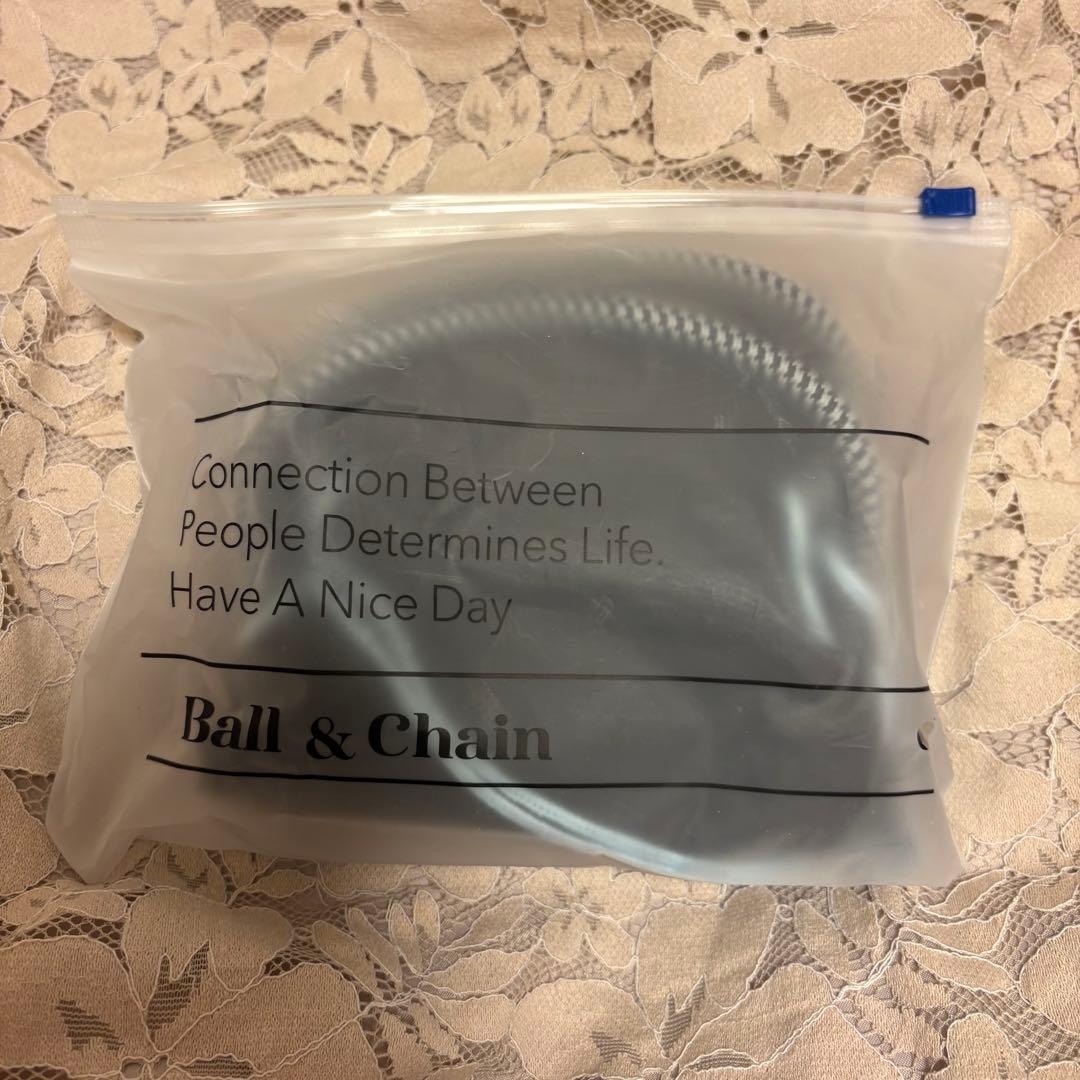 Connection Between
People Determines Life.
Have A Nice Day
Ball & Chain